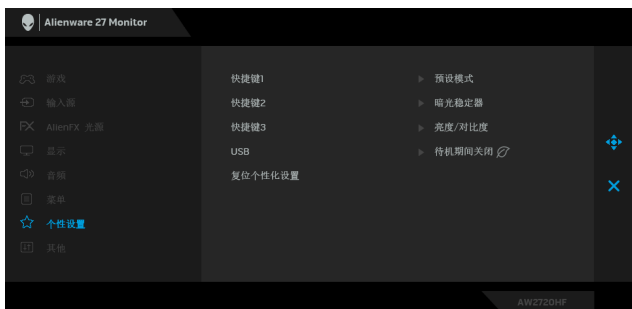 Alienware 27 Monitor
游戏
快捷键1 预设模式
输入源
快捷键2 暗光稳定器
AlienFX 光源
快捷键3 亮度/对比度
显示
USB 待机期间关闭
音频
复位个性化设置
菜单
个性设置
其他
AW2720HF